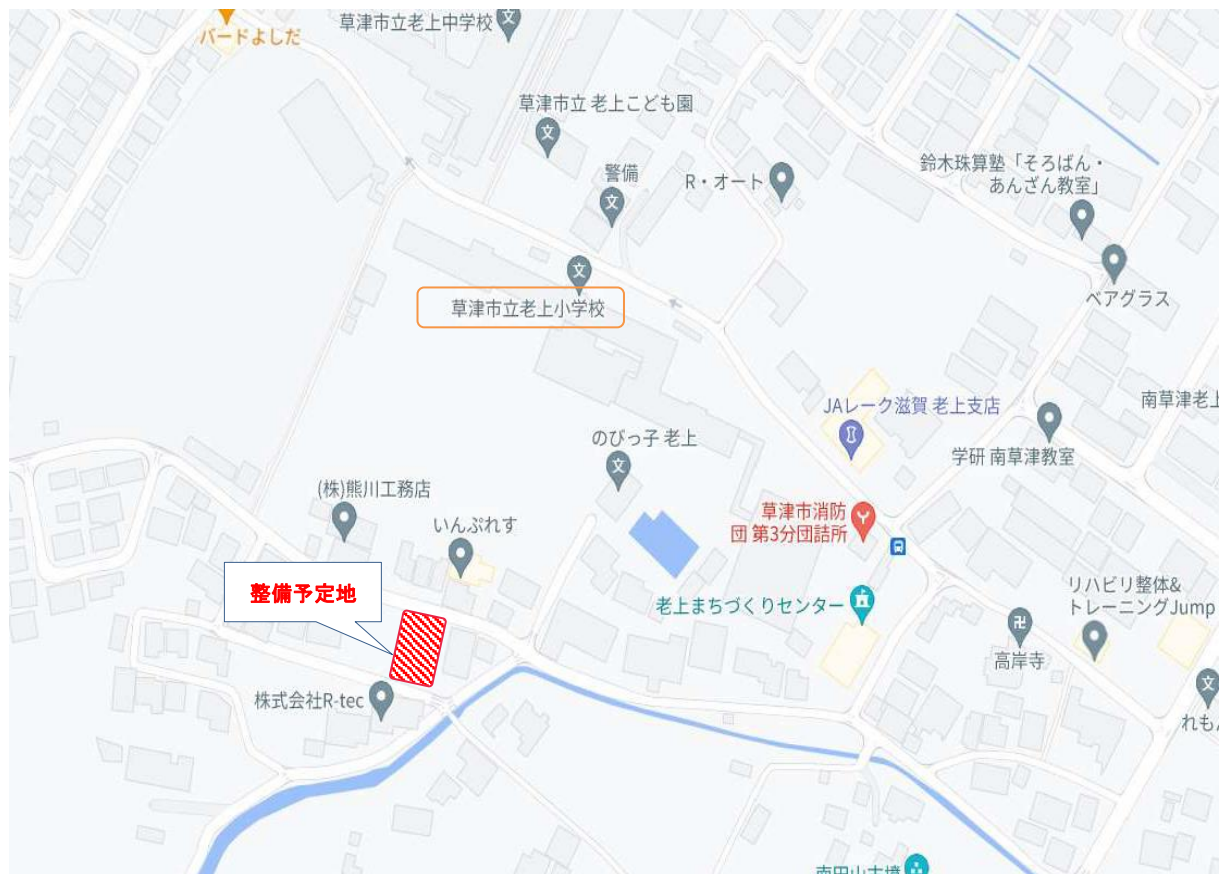 バードよしだ
草津市立老上中学校
草津市立 老上こども園
警備
R・オート
鈴木珠算塾「そろばん・
あんざん教室」
ベアグラス
草津市立老上小学校
JAレーク滋賀 老上支店
南草津老上
学研 南草津教室
のびっ子 老上
(株)熊川工務店
いんぷれす
草津市消防
団 第3分団詰所
整備予定地
老上まちづくりセンター
リハビリ整体&
トレーニングJump
高岸寺
株式会社R-tec
れもん
南田山古墳